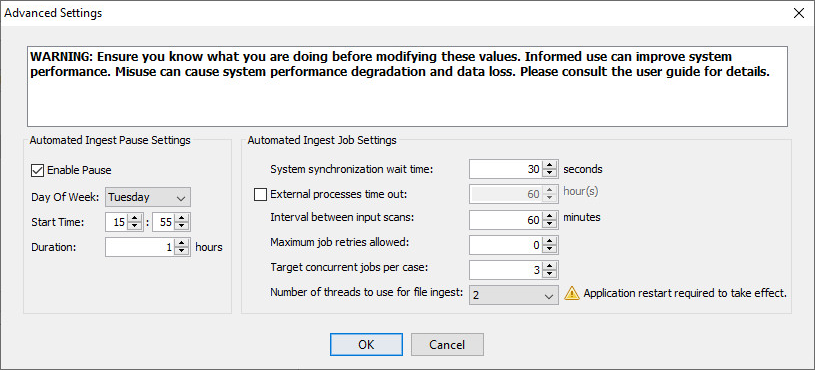 Advanced Settings
WARNING: Ensure you know what you are doing before modifying these values. Informed use can improve system
performance. Misuse can cause system performance degradation and data loss. Please consult the user guide for details.
Automated Ingest Pause Settings
Enable Pause
Day Of Week: Tuesday
Start Time: 15 : 55
Duration: 1 hours
Automated Ingest Job Settings
System synchronization wait time: 30 seconds
External processes time out: 60 hour(s)
Interval between input scans: 60 minutes
Maximum job retries allowed: 0
Target concurrent jobs per case: 3
Number of threads to use for file ingest: 2 Application restart required to take effect.
OK Cancel